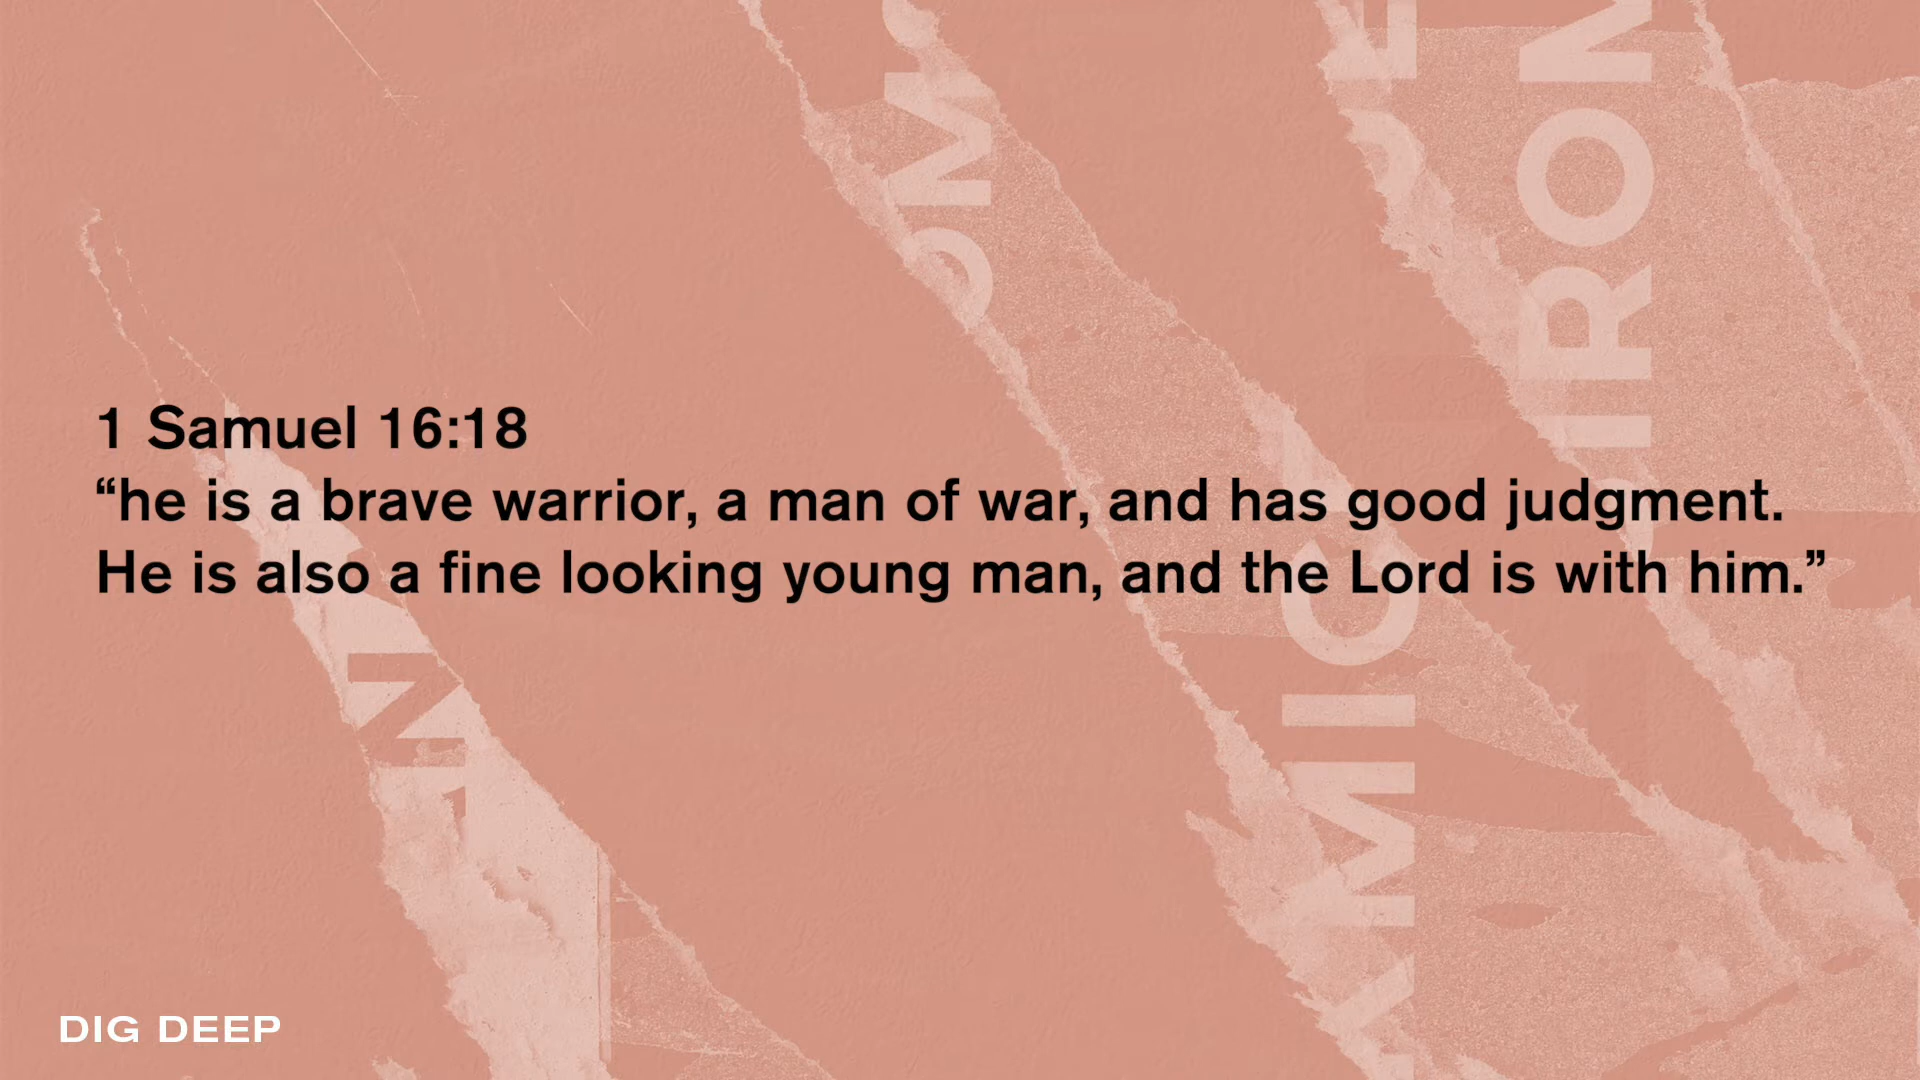 1 Samuel 16:18
“he is a brave warrior, a man of war, and has good judgment.
He is also a fine looking young man, and the Lord is with him.”
DIG DEEP